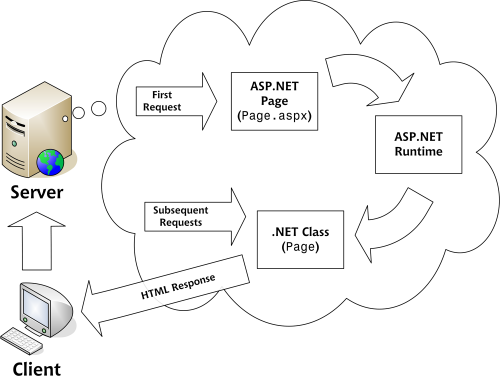 First
Request
ASP.NET
Page
(Page.aspx)
ASP.NET
Runtime
Server
Subsequent
Requests
.NET Class
(Page)
HTML Response
Client